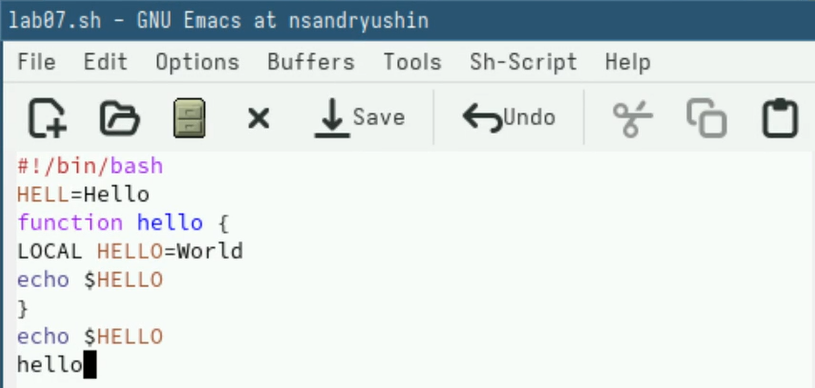 lab07.sh - GNU Emacs at nsandryushin
File Edit Options Buffers Tools Sh-Script Help
Save Undo
#!/bin/bash
HELL=Hello
function hello {
LOCAL HELLO=World
echo $HELLO
}
echo $HELLO
hello